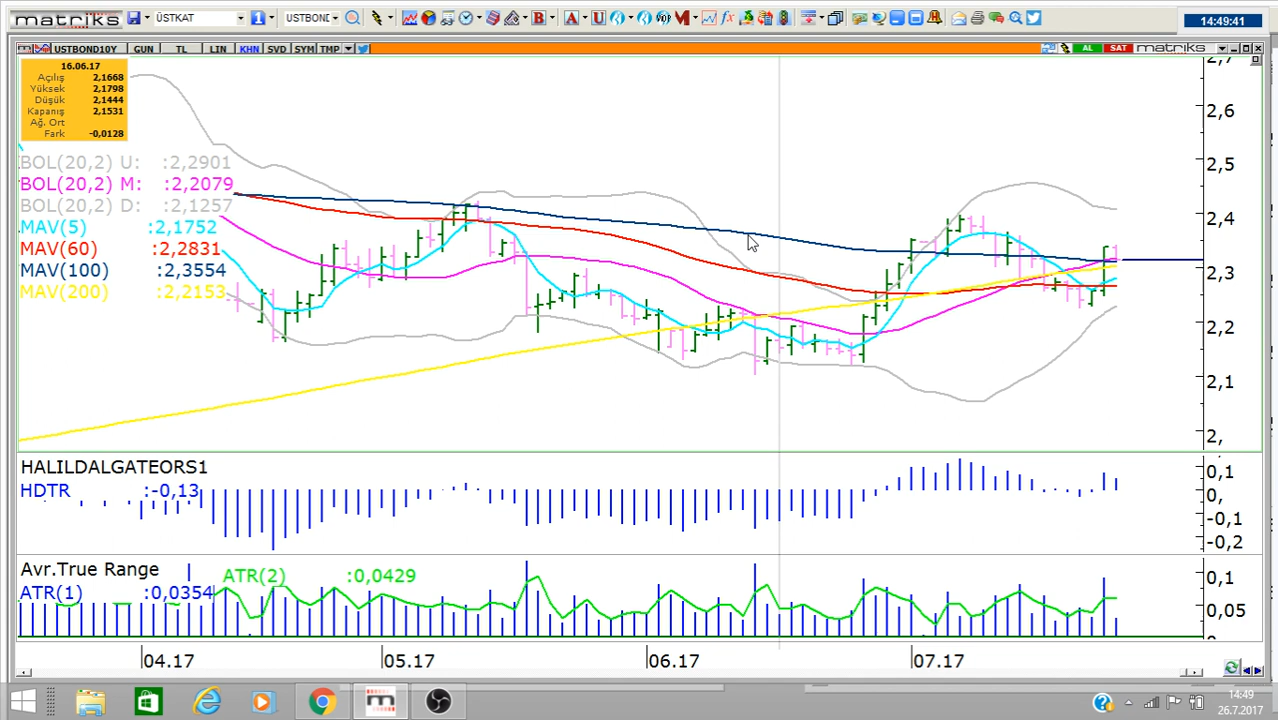 matriks ÜSTKAT USTBOND 14:49:41
USTBOND10Y GUN TL LIN KHN SVD SYM TMP AL SAT matriks
16.06.17
Açılış 2,1668
Yüksek 2,1798
Düşük 2,1444
Kapanış 2,1531
Ağ. Ort
Fark -0,0128
BOL(20,2) U: :2,2901
BOL(20,2) M: :2,2079
BOL(20,2) D: :2,1257
MAV(5) :2,1752
MAV(60) :2,2831
MAV(100) :2,3554
MAV(200) :2,2153
2,7
2,6
2,5
2,4
2,3
2,2
2,1
2,
HALILDALGATEORS1
HDTR :-0,13
0,1
0,
-0,1
-0,2
Avr.True Range
ATR(2) :0,0429
ATR(1) :0,0354
0,1
0,05
04.17 05.17 06.17 07.17
14:49
26.7.2017